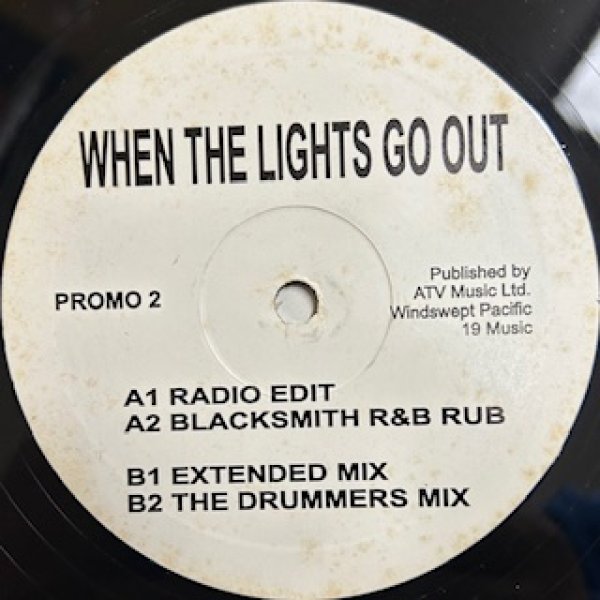 WHEN THE LIGHTS GO OUT
PROMO 2
Published by
ATV Music Ltd.
Windswept Pacific
19 Music
A1 RADIO EDIT
A2 BLACKSMITH R&B RUB
B1 EXTENDED MIX
B2 THE DRUMMERS MIX